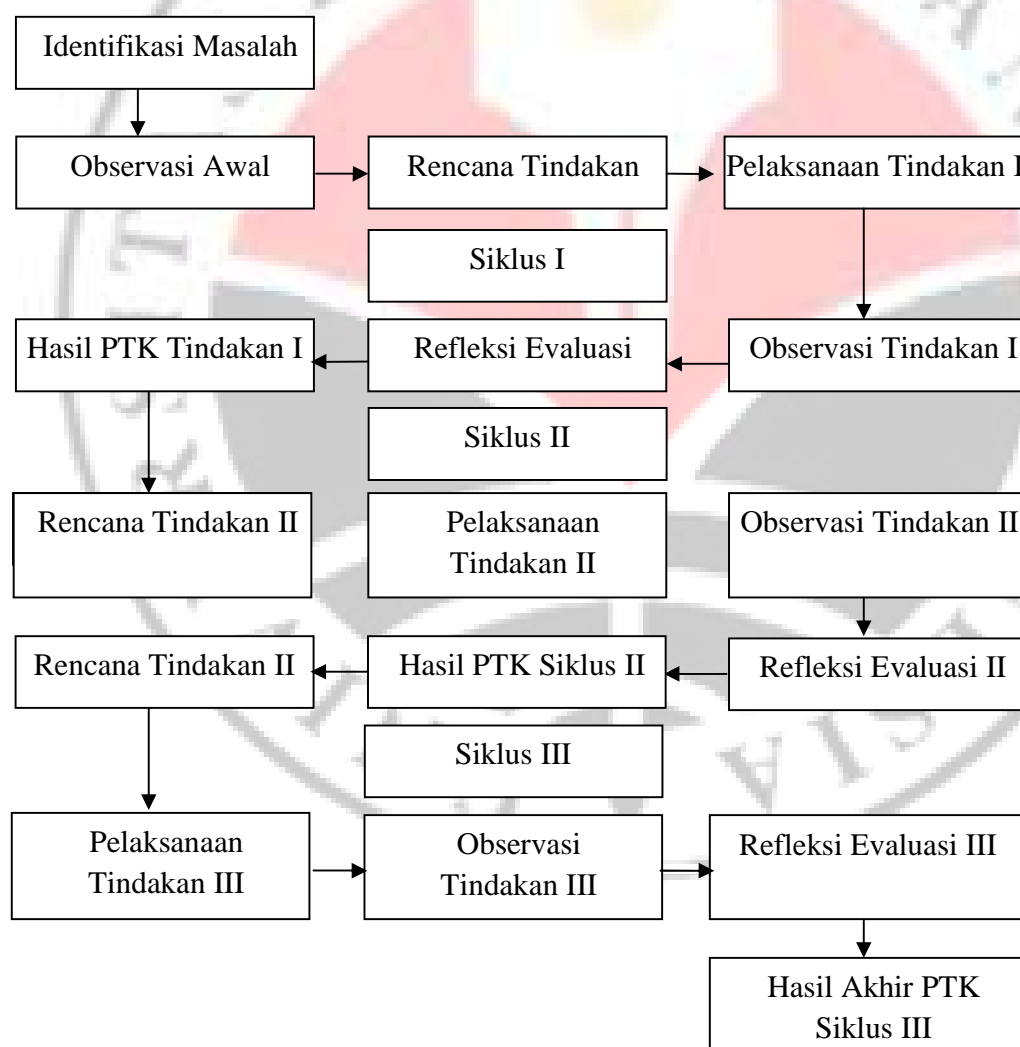 Identifikasi Masalah
Observasi Awal
Rencana Tindakan
Pelaksanaan Tindakan I
Siklus I
Hasil PTK Tindakan I
Refleksi Evaluasi
Observasi Tindakan I
Siklus II
Rencana Tindakan II
Pelaksanaan
Tindakan II
Observasi Tindakan II
Rencana Tindakan II
Hasil PTK Siklus II
Refleksi Evaluasi II
Siklus III
Pelaksanaan
Tindakan III
Observasi
Tindakan III
Refleksi Evaluasi III
Hasil Akhir PTK
Siklus III